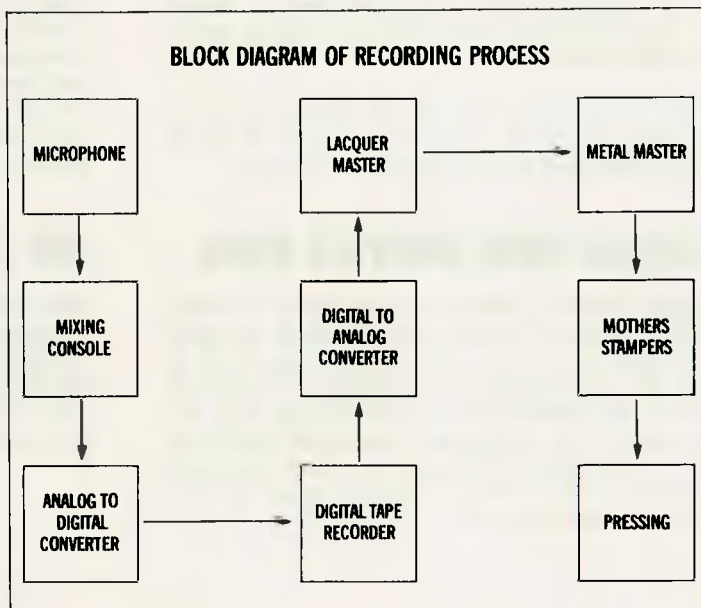 BLOCK DIAGRAM OF RECORDING PROCESS
MICROPHONE
MIXING
CONSOLE
ANALOG TO
DIGITAL
CONVERTER
DIGITAL TAPE
RECORDER
DIGITAL TO
ANALOG
CONVERTER
LACQUER
MASTER
METAL MASTER
MOTHERS
STAMPERS
PRESSING